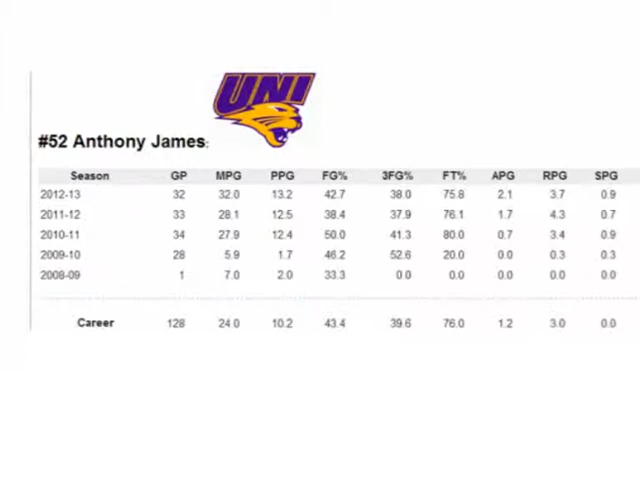 UNI
#52 Anthony James:
Season GP MPG PPG FG% 3FG% FT% APG RPG SPG
2012-13 32 32.0 13.2 42.7 38.0 75.8 2.1 3.7 0.9
2011-12 33 28.1 12.5 38.4 37.9 76.1 1.7 4.3 0.7
2010-11 34 27.9 12.4 50.0 41.3 80.0 0.7 3.4 0.9
2009-10 28 5.9 1.7 46.2 52.6 20.0 0.0 0.3 0.3
2008-09 1 7.0 2.0 33.3 0.0 0.0 0.0 0.0 0.0
Career 128 24.0 10.2 43.4 39.6 76.0 1.2 3.0 0.0